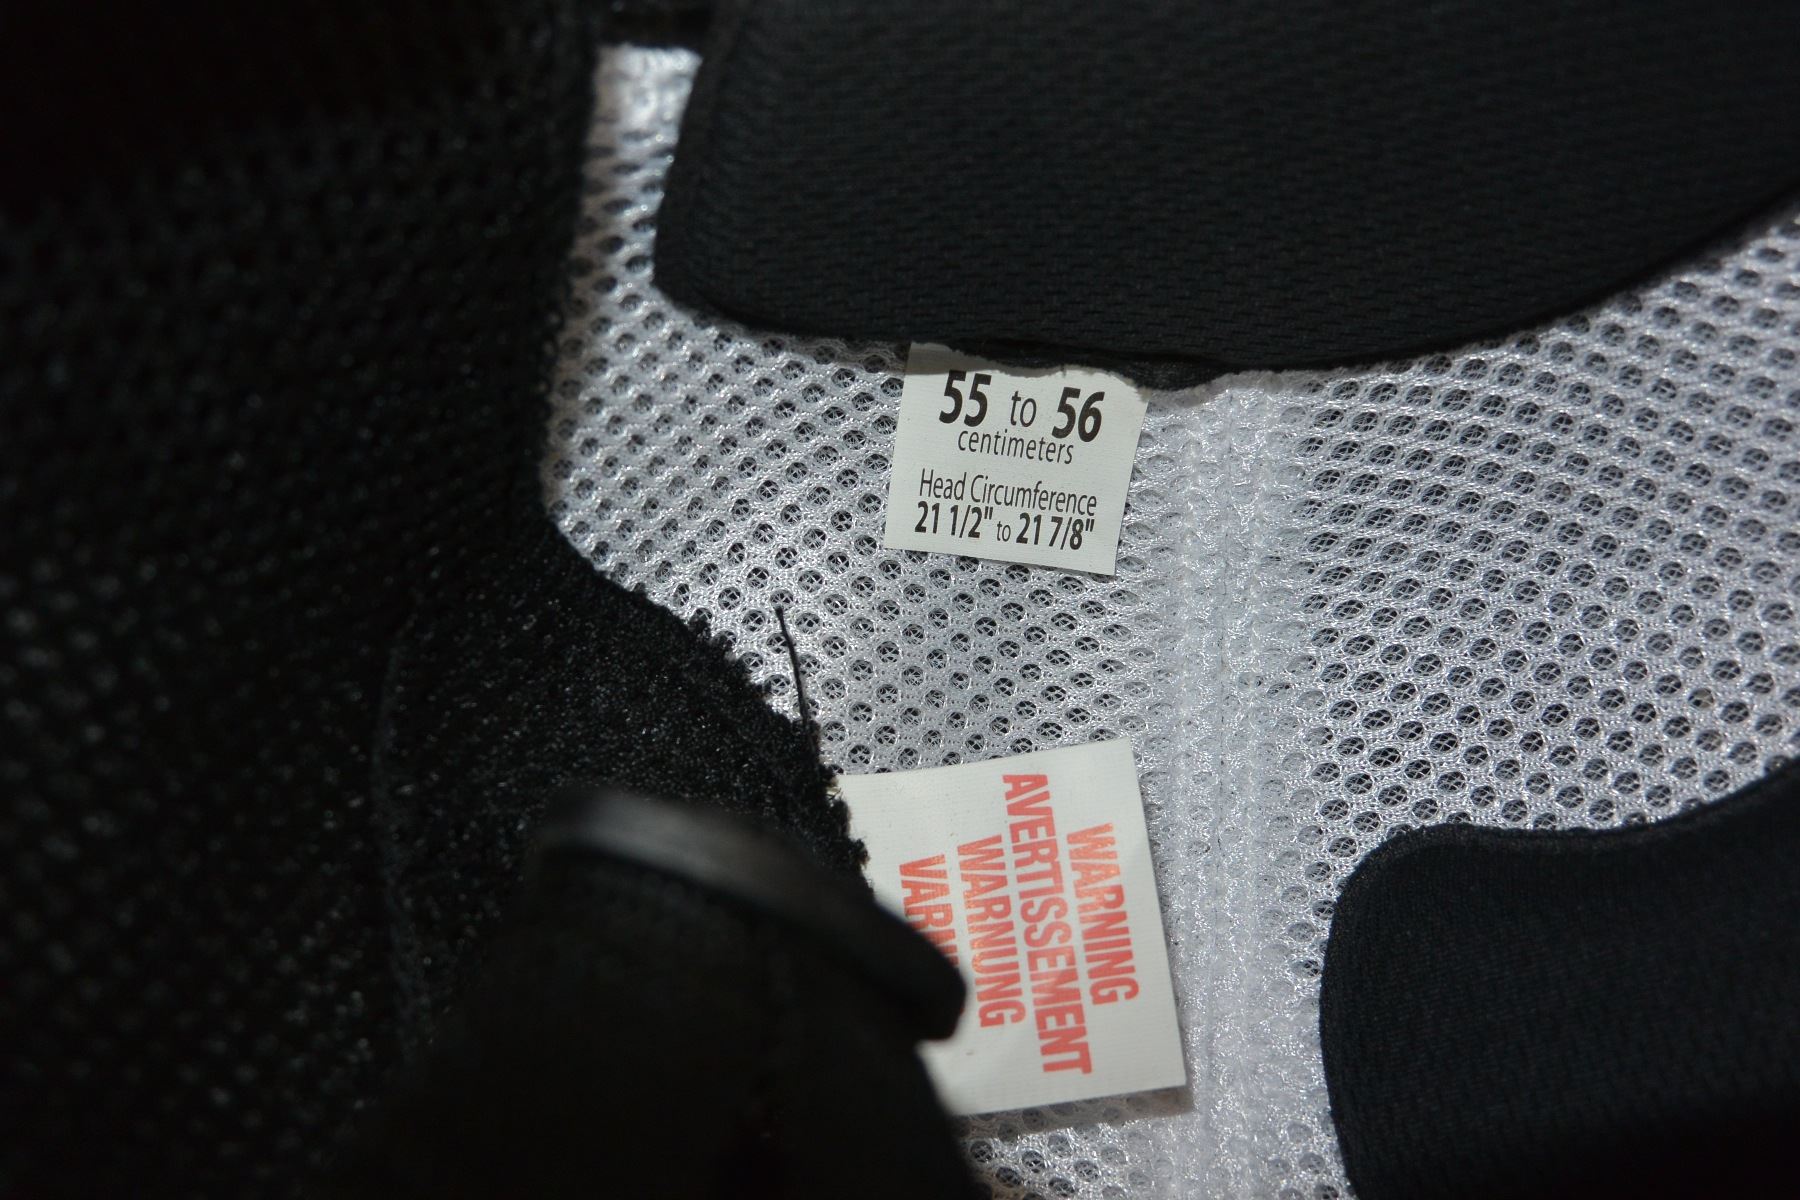 55 to 56
centimeters
Head Circumference
21 1/2" to 21 7/8"
WARNING
AVERTISSEMENT
WARNUNG